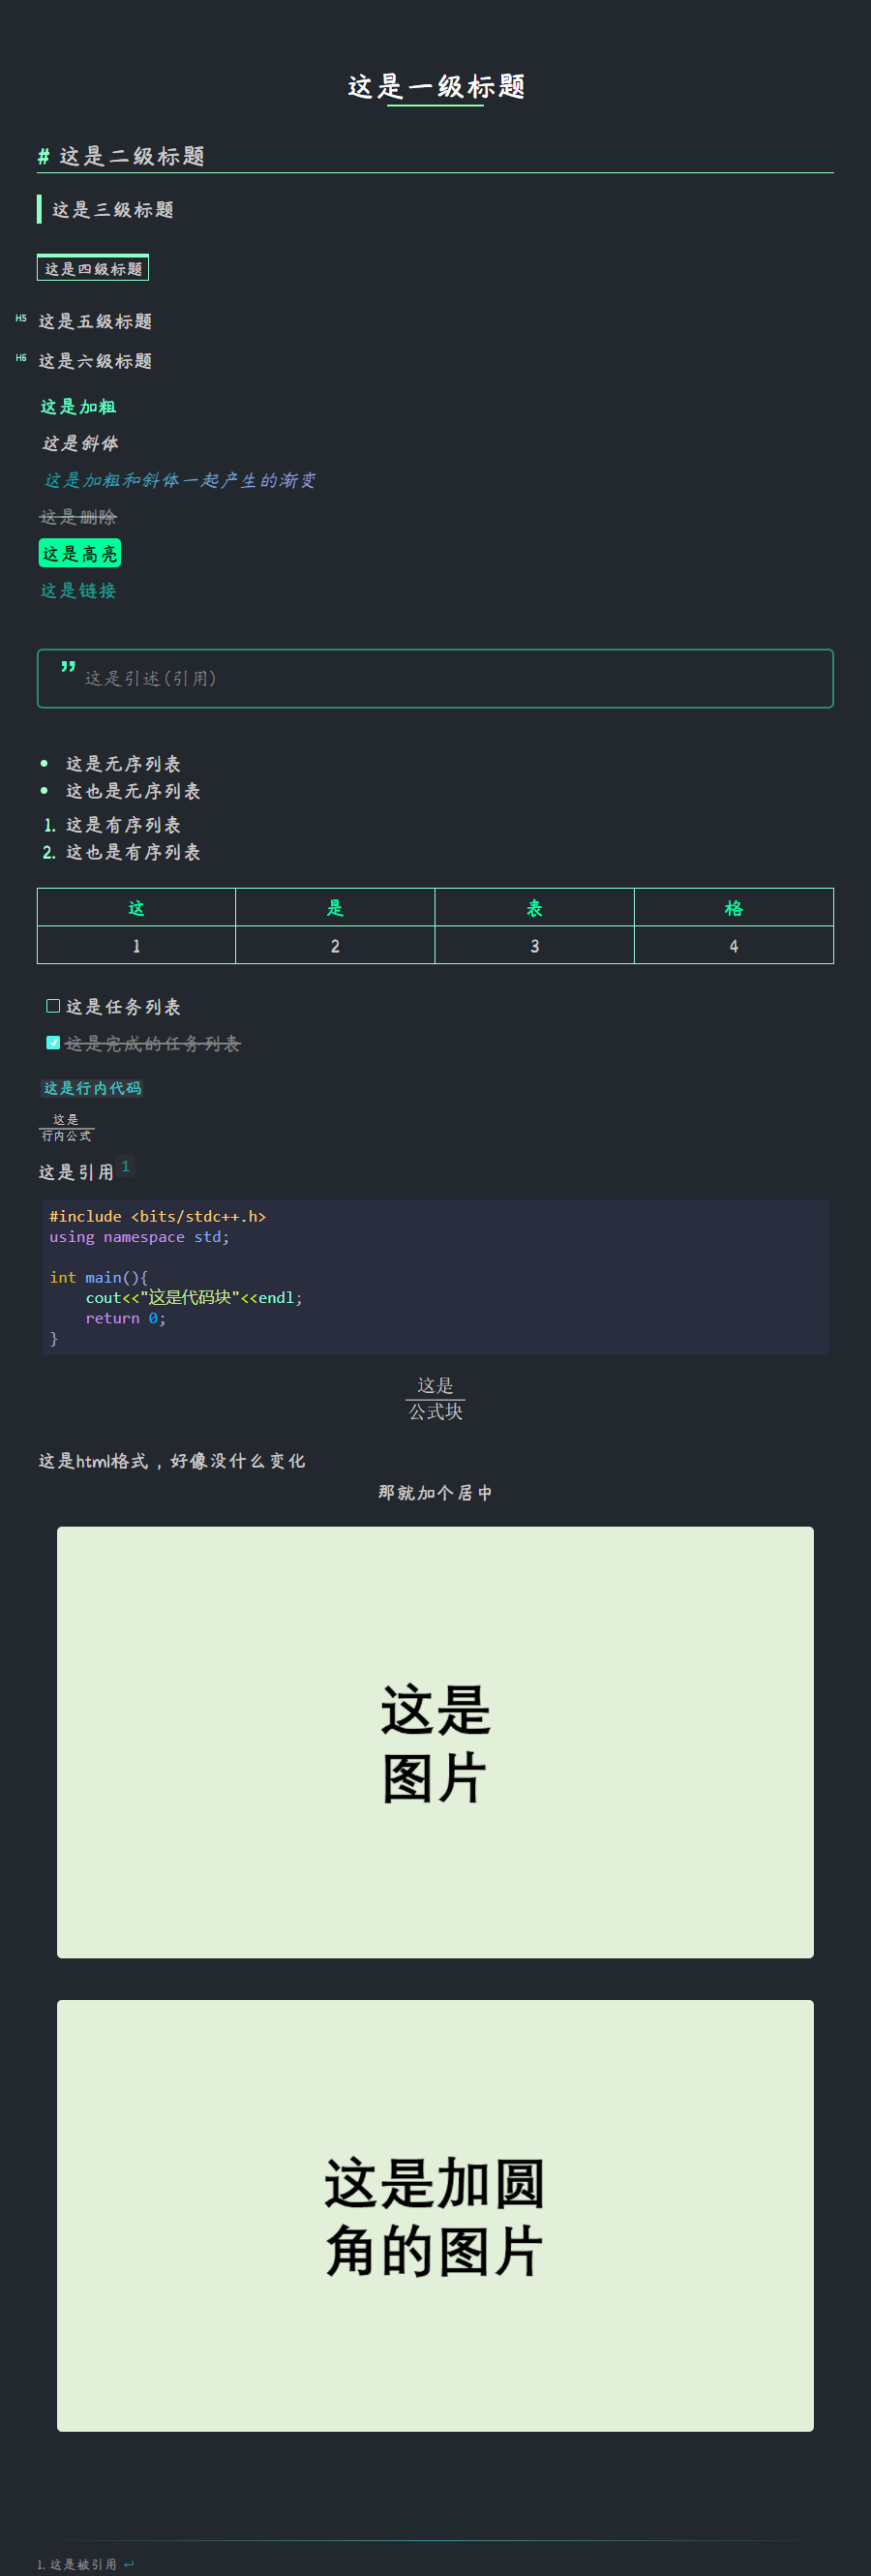 这是一级标题
# 这是二级标题
这是三级标题
这是四级标题
H5 这是五级标题
H6 这是六级标题
这是加粗
这是斜体
这是加粗和斜体一起产生的渐变
这是删除
这是高亮
这是链接
” 这是引述(引用)
• 这是无序列表
• 这也是无序列表
1. 这是有序列表
2. 这也是有序列表
这 是 表 格
1 2 3 4
这是任务列表
这是完成的任务列表
这是行内代码
这是
行内公式
这是引用1
#include <bits/stdc++.h>
using namespace std;
int main(){
    cout<<"这是代码块"<<endl;
    return 0;
}
这是
公式块
这是html格式，好像没什么变化
那就加个居中
这是
图片
这是加圆
角的图片
1. 这是被引用 ↩